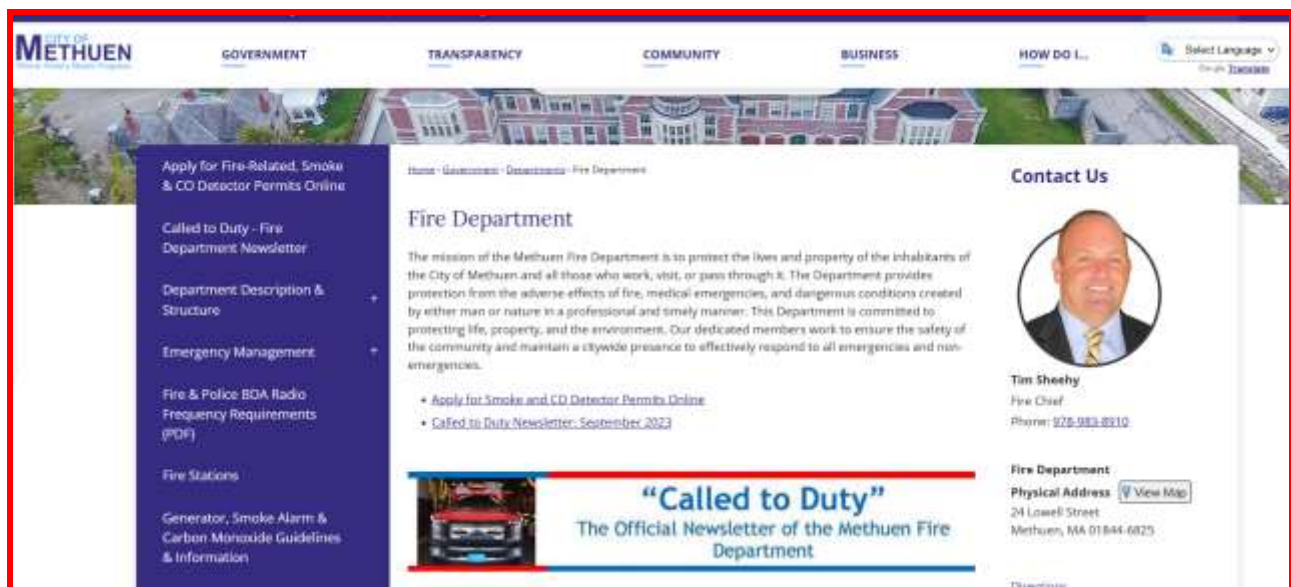 CITY OF
METHUEN
GOVERNMENT
TRANSPARENCY
COMMUNITY
BUSINESS
HOW DO I...
Select Language
Translate
Apply for Fire-Related, Smoke
& CO Detector Permits Online
Called to Duty - Fire
Department Newsletter
Department Description &
Structure
+
Emergency Management
+
Fire & Police BDA Radio
Frequency Requirements
(PDF)
Fire Stations
Generator, Smoke Alarm &
Carbon Monoxide Guidelines
& Information
Home › Government › Departments › Fire Department
Fire Department
The mission of the Methuen Fire Department is to protect the lives and property of the inhabitants of
the City of Methuen and all those who work, visit, or pass through it. The Department provides
protection from the adverse effects of fire, medical emergencies, and dangerous conditions created
by either man or nature in a professional and timely manner. This Department is committed to
protecting life, property, and the environment. Our dedicated members work to ensure the safety of
the community and maintain a citywide presence to effectively respond to all emergencies and non-
emergencies.
• Apply for Smoke and CO Detector Permits Online
• Called to Duty Newsletter: September 2023
“Called to Duty”
The Official Newsletter of the Methuen Fire
Department
Contact Us
Tim Sheehy
Fire Chief
Phone: 978-983-8910
Fire Department
Physical Address View Map
24 Lowell Street
Methuen, MA 01844-6825
Directions